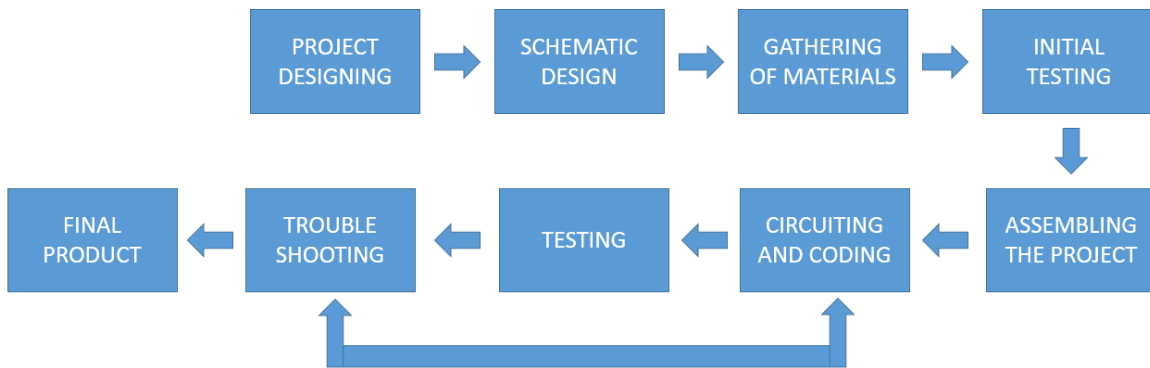 PROJECT
DESIGNING
SCHEMATIC
DESIGN
GATHERING
OF MATERIALS
INITIAL
TESTING
ASSEMBLING
THE PROJECT
CIRCUITING
AND CODING
TESTING
TROUBLE
SHOOTING
FINAL
PRODUCT